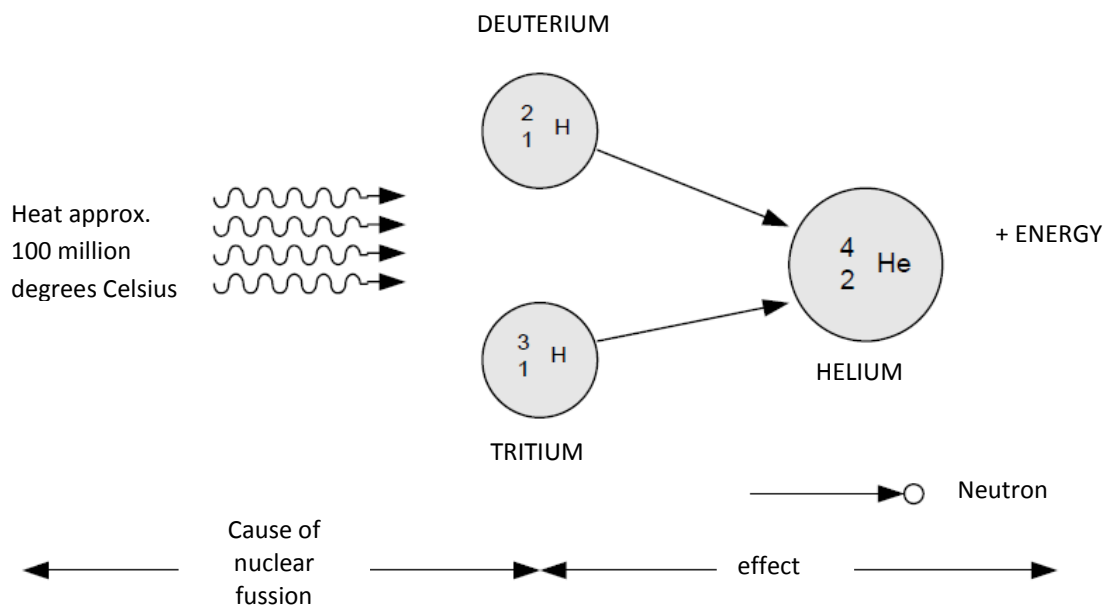 DEUTERIUM
2
1 H
Heat approx.
100 million
degrees Celsius
4
2 He
+ ENERGY
3
1 H
HELIUM
TRITIUM
Neutron
Cause of
nuclear
fussion
effect